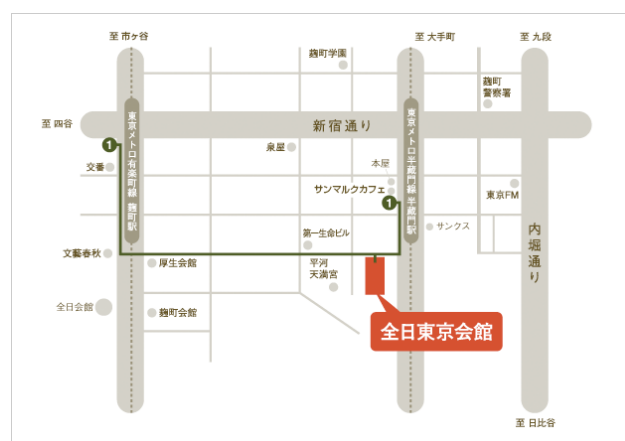 至 市ヶ谷
至 大手町
至 九段
麹町学園
麹町
警察署
至 四谷
新宿通り
東京メトロ有楽町線 麹町駅
東京メトロ半蔵門線 半蔵門駅
1
泉屋
交番
本屋
サンマルクカフェ
1
東京FM
サンクス
内堀通り
第一生命ビル
文藝春秋
厚生会館
平河
天満宮
全日会館
麹町会館
全日東京会館
至 日比谷